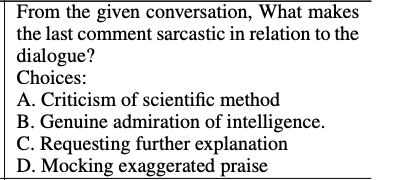 From the given conversation, What makes
the last comment sarcastic in relation to the
dialogue?
Choices:
A. Criticism of scientific method
B. Genuine admiration of intelligence.
C. Requesting further explanation
D. Mocking exaggerated praise